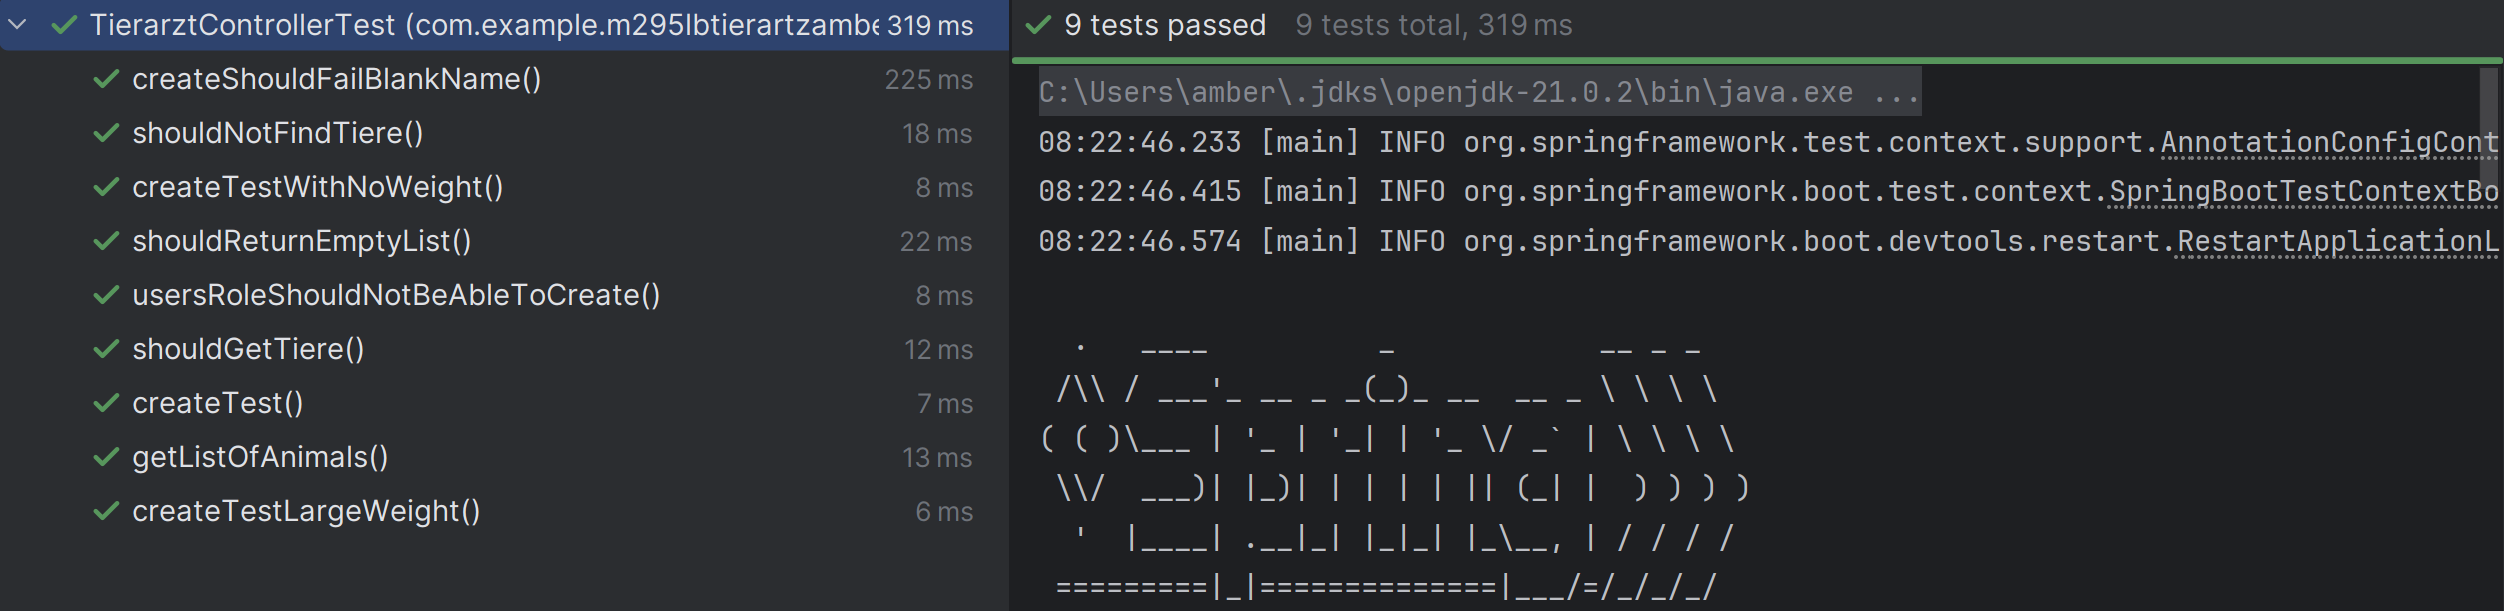 TierarztControllerTest (com.example.m295lbtierartzambe 319 ms
createShouldFailBlankName() 225 ms
shouldNotFindTiere() 18 ms
createTestWithNoWeight() 8 ms
shouldReturnEmptyList() 22 ms
usersRoleShouldNotBeAbleToCreate() 8 ms
shouldGetTiere() 12 ms
createTest() 7 ms
getListOfAnimals() 13 ms
createTestLargeWeight() 6 ms
9 tests passed 9 tests total, 319 ms
C:\Users\amber\.jdks\openjdk-21.0.2\bin\java.exe ...
08:22:46.233 [main] INFO org.springframework.test.context.support.AnnotationConfigCont
08:22:46.415 [main] INFO org.springframework.boot.test.context.SpringBootTestContextBo
08:22:46.574 [main] INFO org.springframework.boot.devtools.restart.RestartApplicationL
  .   ____          _            __ _ _
 /\\ / ___'_ __ _ _(_)_ __  __ _ \ \ \ \
( ( )\___ | '_ | '_| | '_ \/ _` | \ \ \ \
 \\/  ___)| |_)| | | | | || (_| |  ) ) ) )
  '  |____| .__|_| |_|_| |_\__, | / / / /
 =========|_|==============|___/=/_/_/_/